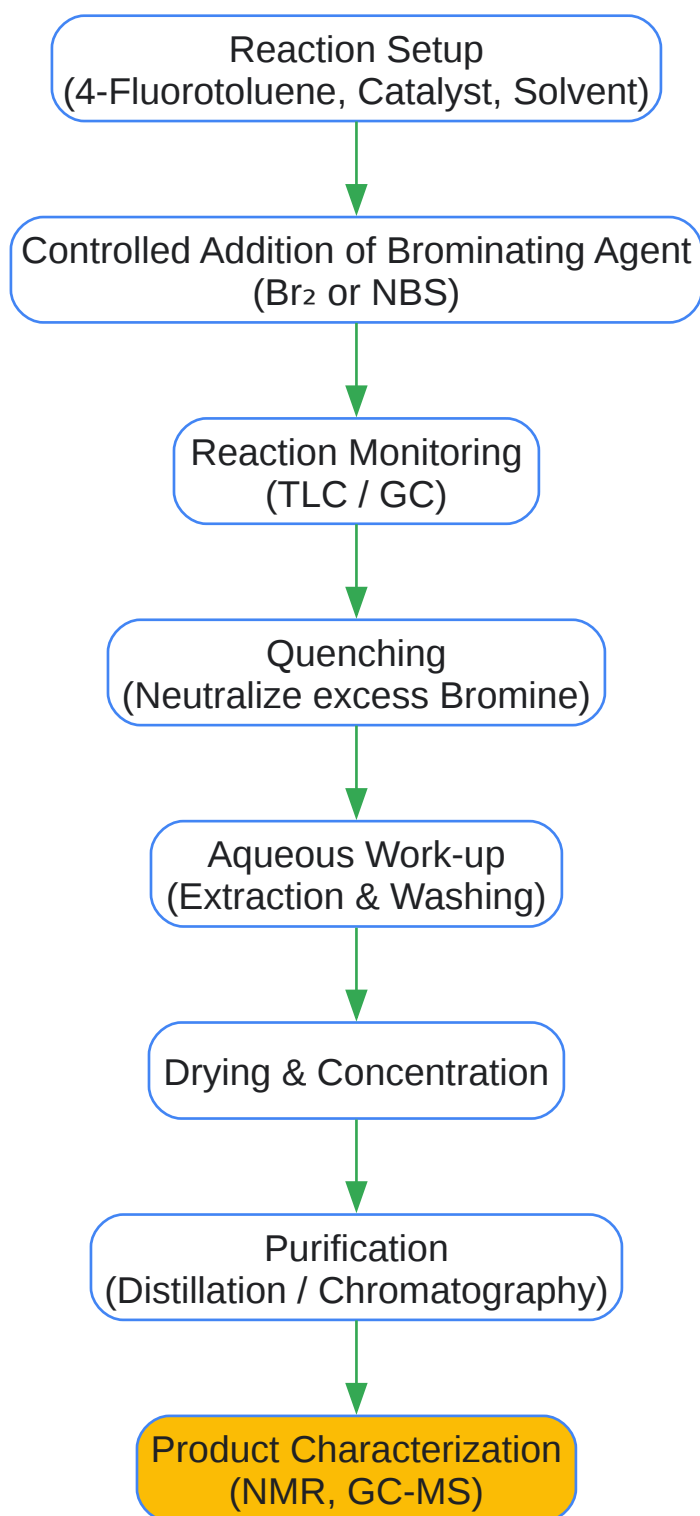 Reaction Setup
(4-Fluorotoluene, Catalyst, Solvent)
Controlled Addition of Brominating Agent
(Br₂ or NBS)
Reaction Monitoring
(TLC / GC)
Quenching
(Neutralize excess Bromine)
Aqueous Work-up
(Extraction & Washing)
Drying & Concentration
Purification
(Distillation / Chromatography)
Product Characterization
(NMR, GC-MS)